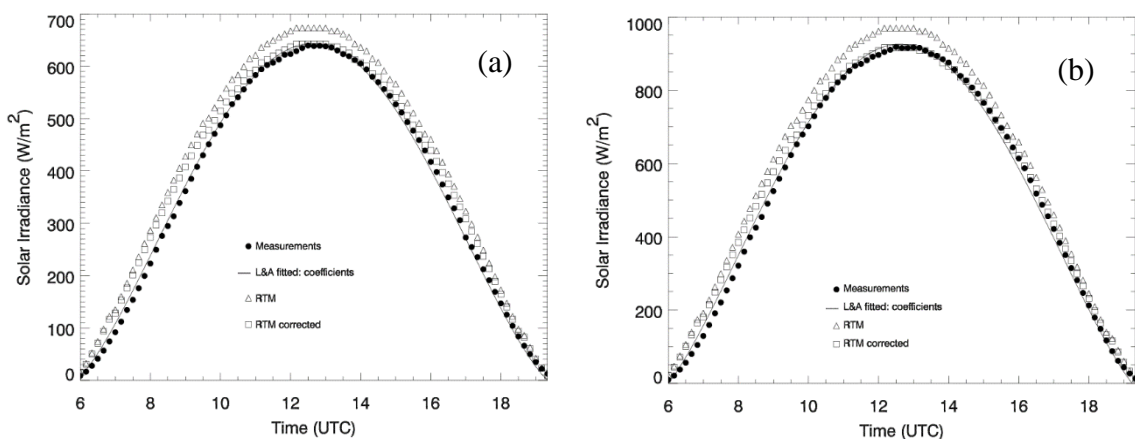 700
600
500
400
300
200
100
0
Solar Irradiance (W/m²)
(a)
Measurements
L&A fitted: coefficients
RTM
RTM corrected
6 8 10 12 14 16 18
Time (UTC)
1000
800
600
400
200
0
Solar Irradiance (W/m²)
(b)
Measurements
L&A fitted: coefficients
RTM
RTM corrected
6 8 10 12 14 16 18
Time (UTC)